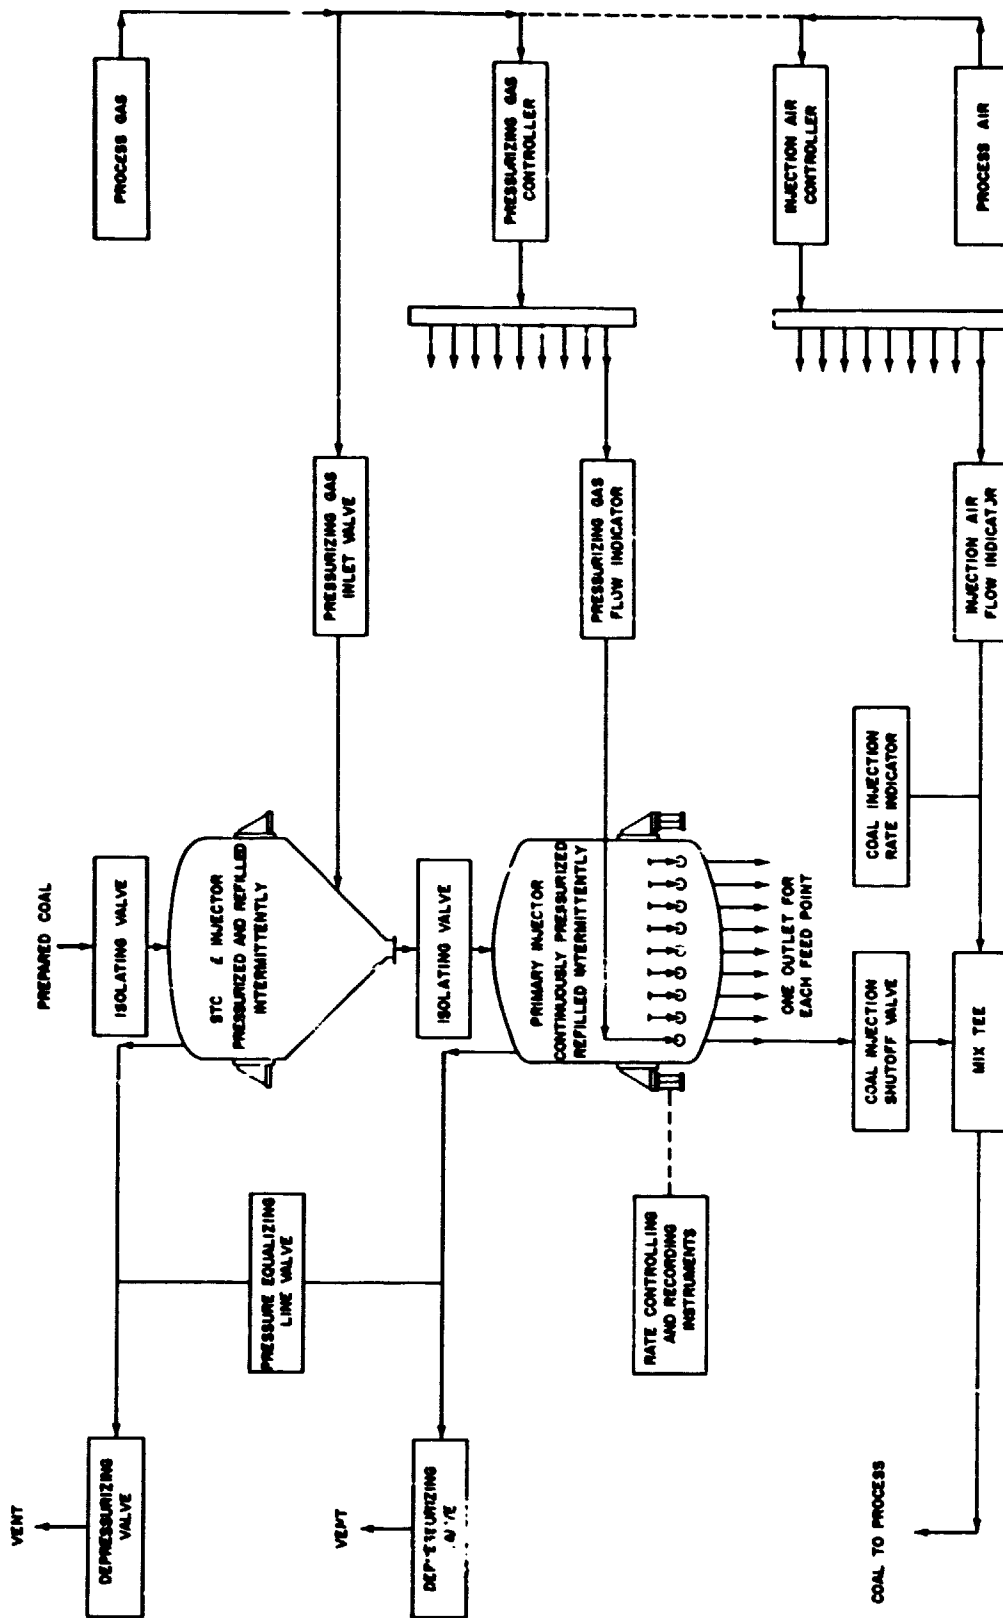 PREPARED COAL
ISOLATING VALVE
INJECTOR
PRESSURIZED AND REFILLED
INTERMITTENTLY
ISOLATING VALVE
PRIMARY INJECTOR
CONTINUOUSLY PRESSURIZED
REFILLED INTERMITTENTLY
ONE OUTLET FOR
EACH FEED POINT
COAL INJECTION
SHUTOFF VALVE
MIX TEE
COAL INJECTION
RATE INDICATOR
PROCESS GAS
PRESSURIZING GAS
INLET VALVE
PRESSURIZING GAS
CONTROLLER
PRESSURIZING GAS
FLOW INDICATOR
INJECTION AIR
CONTROLLER
PROCESS AIR
INJECTION AIR
FLOW INDICATOR
VENT
DEPRESSURIZING
VALVE
PRESSURE EQUALIZING
LINE VALVE
VENT
DEPRESSURIZING
RATE CONTROLLING
AND RECORDING
INSTRUMENTS
COAL TO PROCESS